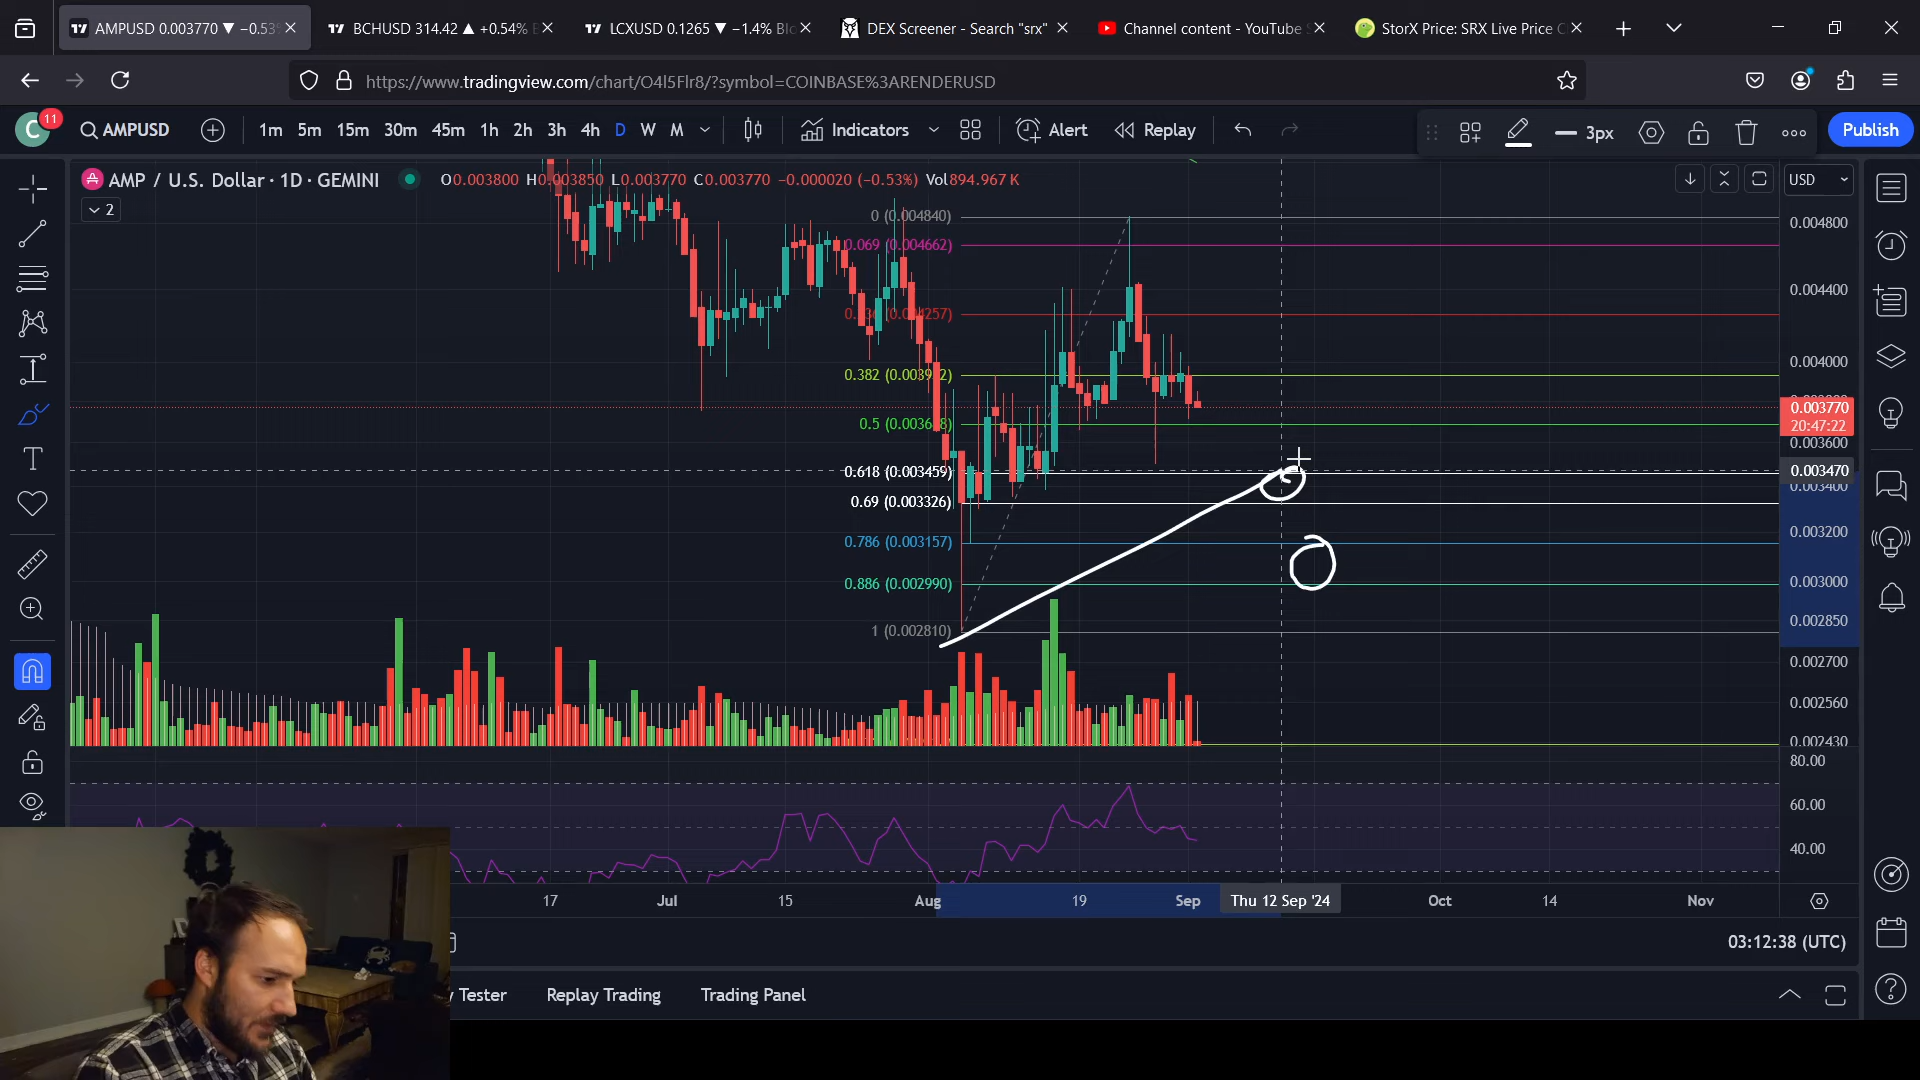 AMPUSD 0.003770 ▼ −0.53%
BCHUSD 314.42 ▲ +0.54% B
LCXUSD 0.1265 ▼ −1.4% Blo
DEX Screener - Search "srx"
Channel content - YouTube S
StorX Price: SRX Live Price C
https://www.tradingview.com/chart/O4l5Flr8/?symbol=COINBASE%3ARENDERUSD
C 11 AMPUSD 1m 5m 15m 30m 45m 1h 2h 3h 4h D W M Indicators Alert Replay 3px Publish
AMP / U.S. Dollar · 1D · GEMINI O0.003800 H0.003850 L0.003770 C0.003770 −0.000020 (−0.53%) Vol894.967 K
USD
2
0 (0.004840)
0.004800
0.069 (0.004662)
0.004400
0.004000
0.382 (0.003
0.003770
20:47:22
0.5 (0.003
0.003600
0.618 (0.003459)
0.003470
0.003400
0.69 (0.003326)
0.003200
0.786 (0.003157)
0.886 (0.002990)
0.003000
0.002850
1 (0.002810)
0.002700
0.002560
0.002430
80.00
60.00
40.00
17 Jul 15 Aug 19 Sep Thu 12 Sep '24 Oct 14 Nov
03:12:38 (UTC)
y Tester Replay Trading Trading Panel